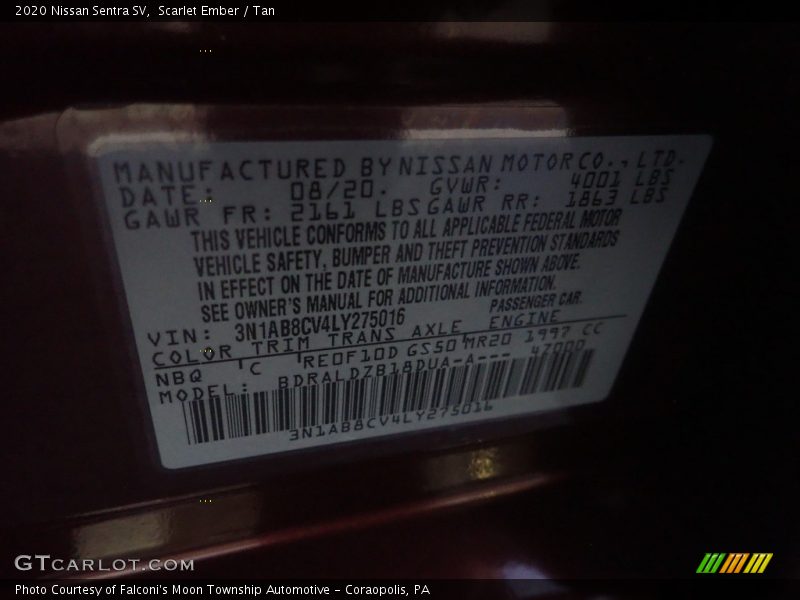 2020 Nissan Sentra SV, Scarlet Ember / Tan
MANUFACTURED BY NISSAN MOTOR CO., LTD.
DATE: 08/20. GVWR: 4001 LBS
GAWR FR: 2161 LBS GAWR RR: 1863 LBS
THIS VEHICLE CONFORMS TO ALL APPLICABLE FEDERAL MOTOR
VEHICLE SAFETY, BUMPER AND THEFT PREVENTION STANDARDS
IN EFFECT ON THE DATE OF MANUFACTURE SHOWN ABOVE.
SEE OWNER'S MANUAL FOR ADDITIONAL INFORMATION.
VIN: 3N1AB8CV4LY275016 PASSENGER CAR.
COLOR TRIM TRANS AXLE ENGINE
NBQ C RE0F10D GS50 MR20 1997 CC
MODEL: BDRALDZB18DUA-A--- 4Z000
3N1AB8CV4LY275016
GTCARLOT.COM
Photo Courtesy of Falconi's Moon Township Automotive – Coraopolis, PA